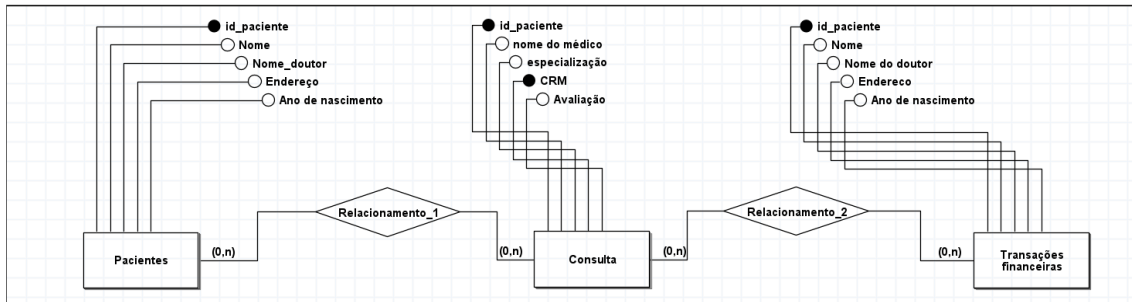 id_paciente
Nome
Nome_doutor
Endereço
Ano de nascimento
id_paciente
nome do médico
especialização
CRM
Avaliação
id_paciente
Nome
Nome do doutor
Endereco
Ano de nascimento
Relacionamento_1
Relacionamento_2
Pacientes
(0,n)
(0,n)
Consulta
(0,n)
(0,n)
Transações
financeiras